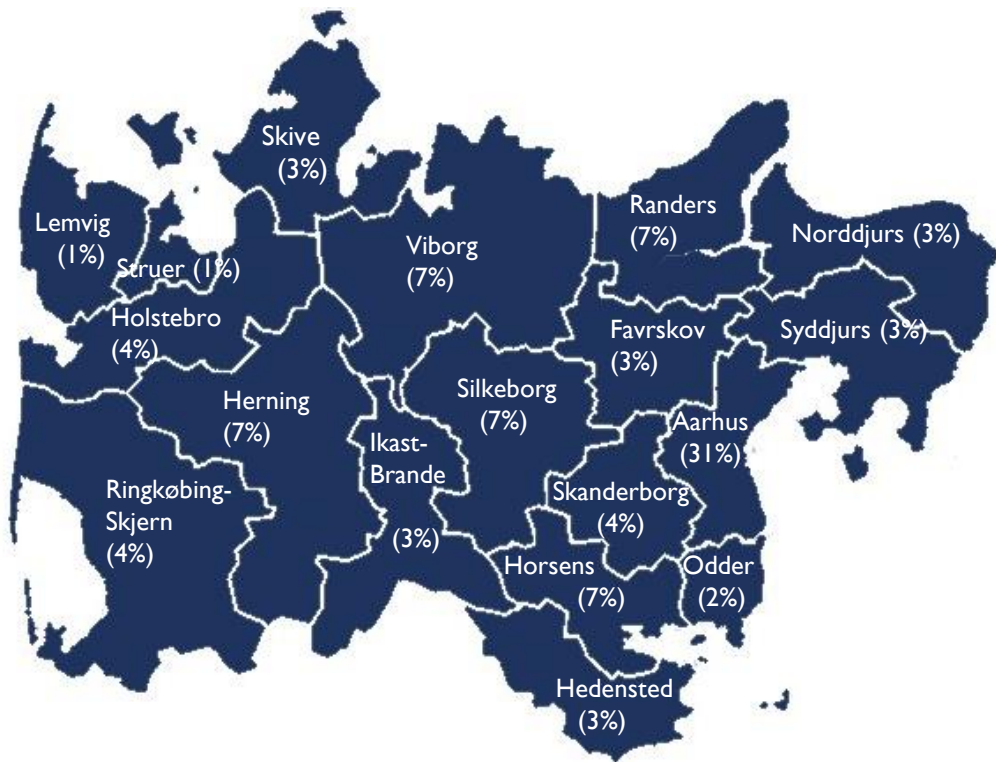 Skive
(3%)
Lemvig
(1%)
Struer (1%)
Holstebro
(4%)
Viborg
(7%)
Randers
(7%)
Norddjurs (3%)
Favrskov
(3%)
Syddjurs (3%)
Herning
(7%)
Silkeborg
(7%)
Aarhus
(31%)
Ikast-
Brande
(3%)
Ringkøbing-
Skjern
(4%)
Skanderborg
(4%)
Horsens
(7%)
Odder
(2%)
Hedensted
(3%)